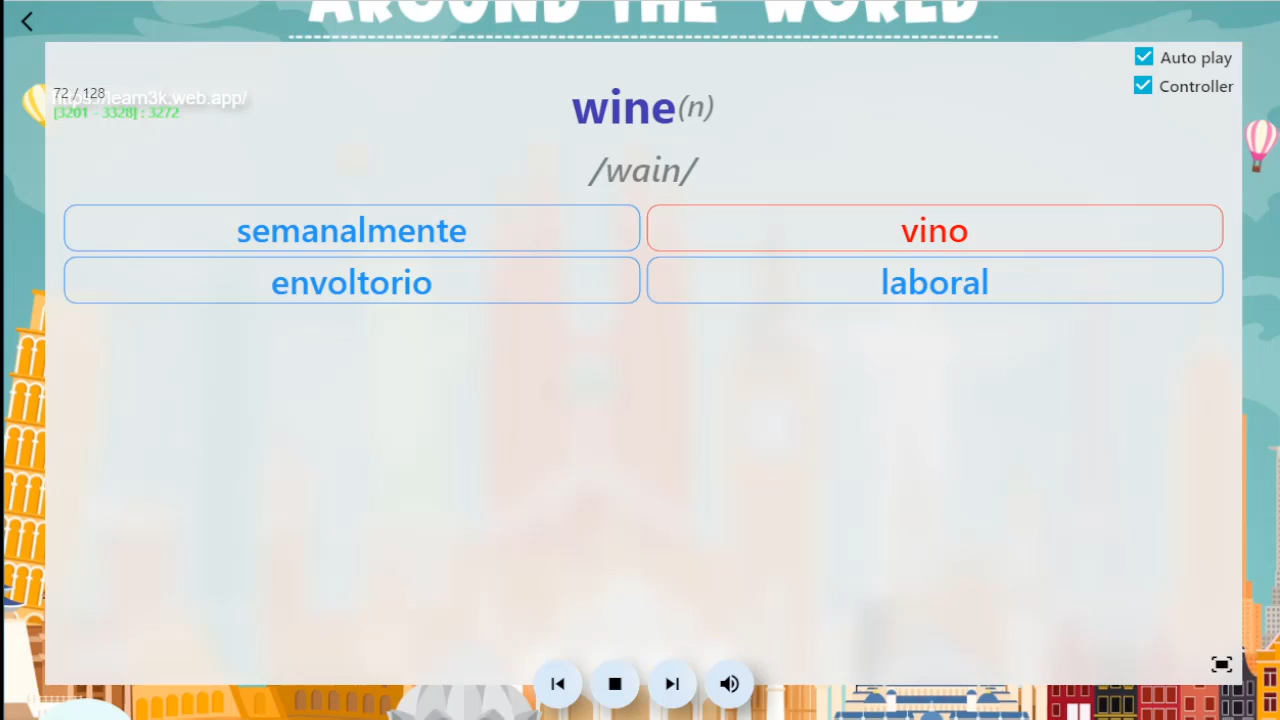 AROUND THE WORLD
Auto play
72 / 128
https://learn3k.web.app/
Controller
[3201 - 3328] : 3272
wine(n)
/wain/
semanalmente
vino
envoltorio
laboral